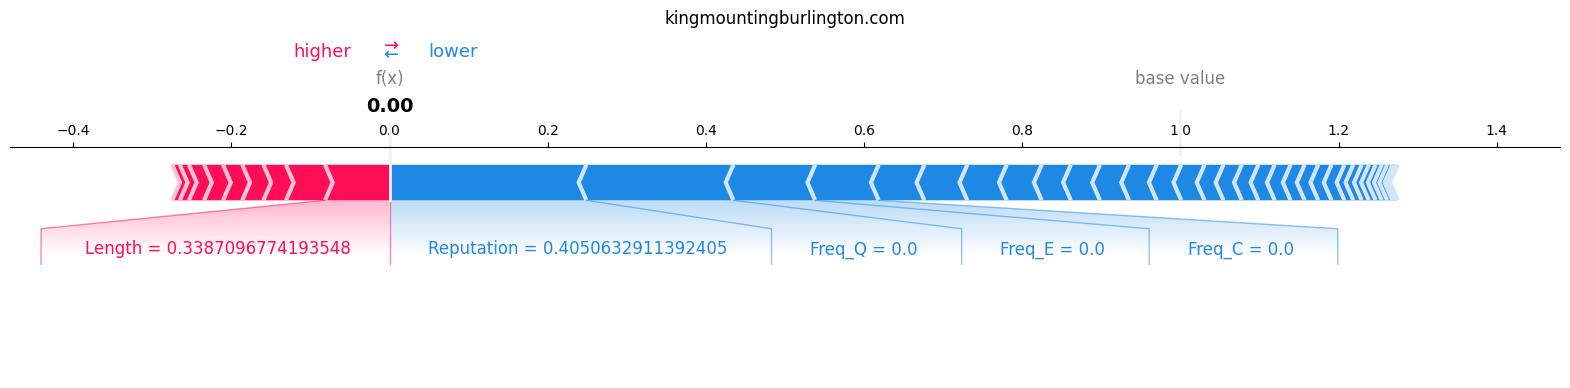 kingmountingburlington.com
higher ⇄ lower
f(x) base value
0.00
−0.4 −0.2 0.0 0.2 0.4 0.6 0.8 1.0 1.2 1.4
Length = 0.3387096774193548 Reputation = 0.4050632911392405 Freq_Q = 0.0 Freq_E = 0.0 Freq_C = 0.0